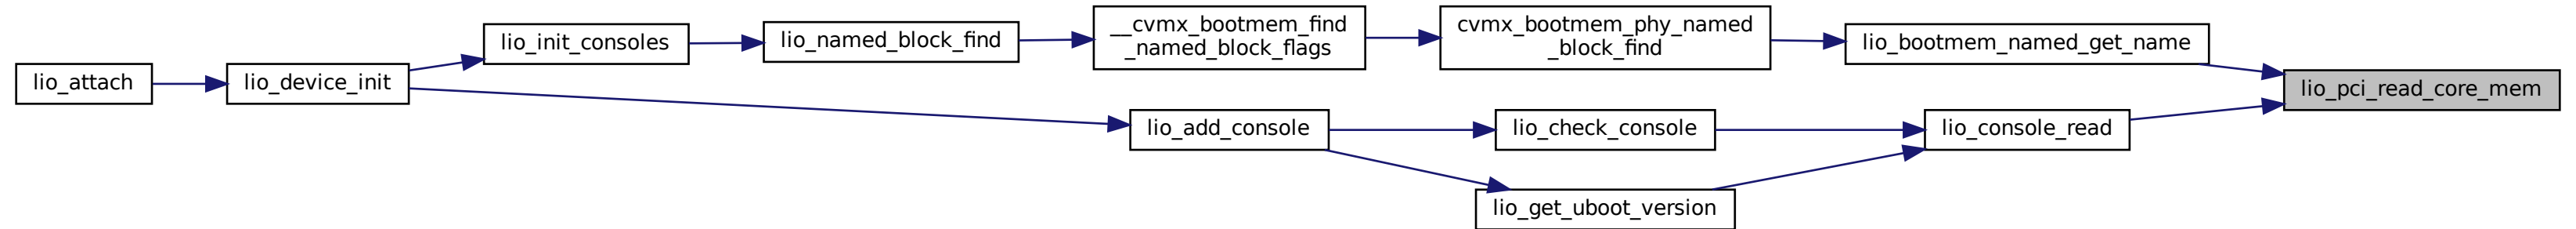 lio_attach
lio_device_init
lio_init_consoles
lio_named_block_find
__cvmx_bootmem_find
_named_block_flags
cvmx_bootmem_phy_named
_block_find
lio_bootmem_named_get_name
lio_pci_read_core_mem
lio_add_console
lio_check_console
lio_console_read
lio_get_uboot_version